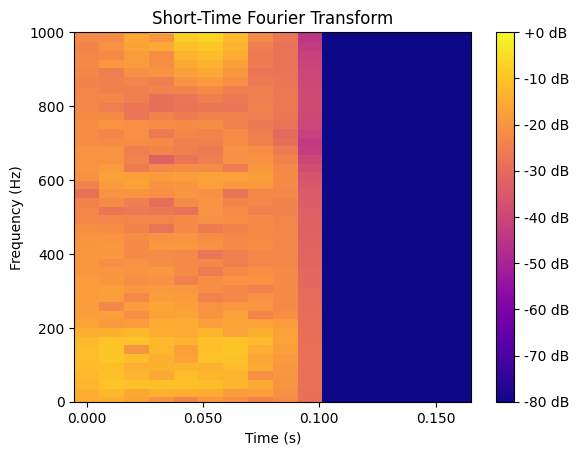 Short-Time Fourier Transform
1000
800
600
400
200
0
Frequency (Hz)
0.000
0.050
0.100
0.150
Time (s)
+0 dB
-10 dB
-20 dB
-30 dB
-40 dB
-50 dB
-60 dB
-70 dB
-80 dB